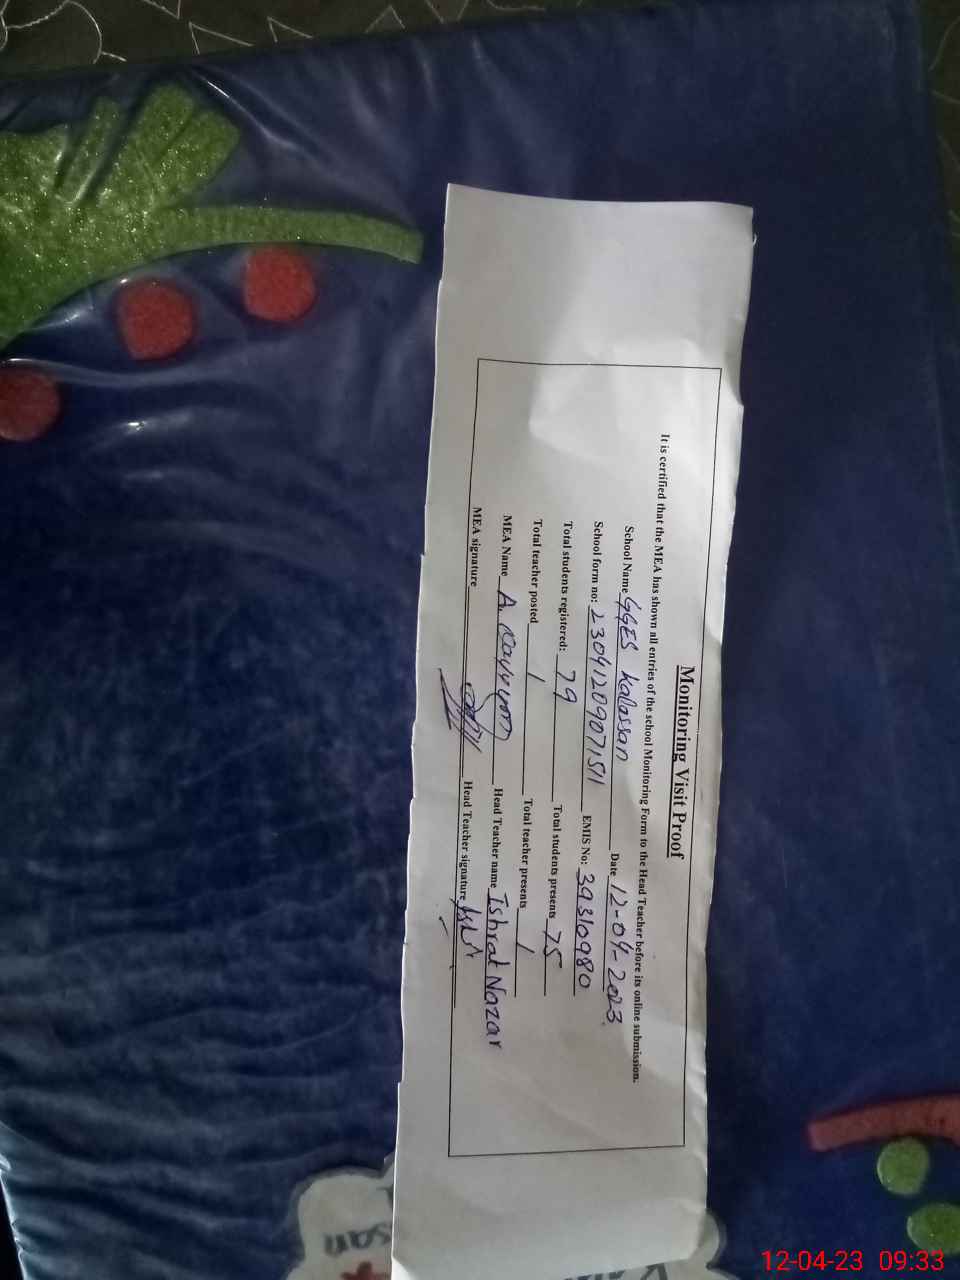 Monitoring Visit Proof
It is certified that the MEA has shown all entries of the school Monitoring Form to the Head Teacher before its online submission.
School Name GGES Kalassan Date 12-04-2023
School form no: 230412090711511 EMIS No: 39310980
Total students registered: 79 Total students presents 75
Total teacher posted 1 Total teacher presents 1
MEA Name A. Qayyum Head Teacher name Ishrat Nazar
MEA signature Head Teacher signature
san
12-04-23 09:33